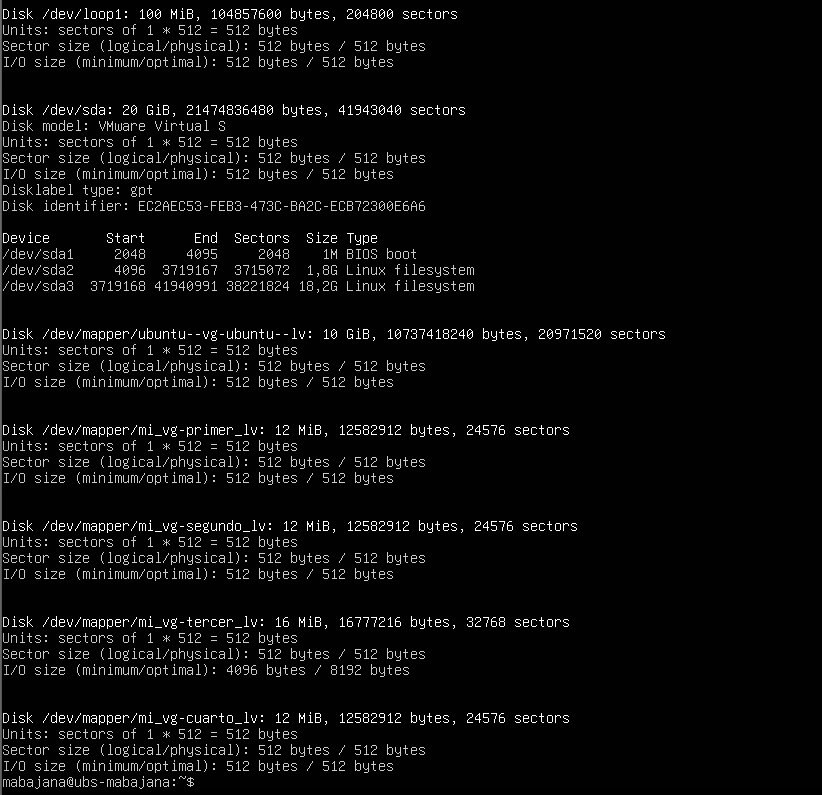 Disk /dev/loop1: 100 MiB, 104857600 bytes, 204800 sectors
Units: sectors of 1 * 512 = 512 bytes
Sector size (logical/physical): 512 bytes / 512 bytes
I/O size (minimum/optimal): 512 bytes / 512 bytes
Disk /dev/sda: 20 GiB, 21474836480 bytes, 41943040 sectors
Disk model: VMware Virtual S
Units: sectors of 1 * 512 = 512 bytes
Sector size (logical/physical): 512 bytes / 512 bytes
I/O size (minimum/optimal): 512 bytes / 512 bytes
Disklabel type: gpt
Disk identifier: EC2AEC53-FEB3-473C-BA2C-ECB72300E6A6
Device Start End Sectors Size Type
/dev/sda1 2048 4095 2048 1M BIOS boot
/dev/sda2 4096 3719167 3715072 1,8G Linux filesystem
/dev/sda3 3719168 41940991 38221824 18,2G Linux filesystem
Disk /dev/mapper/ubuntu--vg-ubuntu--lv: 10 GiB, 10737418240 bytes, 20971520 sectors
Units: sectors of 1 * 512 = 512 bytes
Sector size (logical/physical): 512 bytes / 512 bytes
I/O size (minimum/optimal): 512 bytes / 512 bytes
Disk /dev/mapper/mi_vg-primer_lv: 12 MiB, 12582912 bytes, 24576 sectors
Units: sectors of 1 * 512 = 512 bytes
Sector size (logical/physical): 512 bytes / 512 bytes
I/O size (minimum/optimal): 512 bytes / 512 bytes
Disk /dev/mapper/mi_vg-segundo_lv: 12 MiB, 12582912 bytes, 24576 sectors
Units: sectors of 1 * 512 = 512 bytes
Sector size (logical/physical): 512 bytes / 512 bytes
I/O size (minimum/optimal): 512 bytes / 512 bytes
Disk /dev/mapper/mi_vg-tercer_lv: 16 MiB, 16777216 bytes, 32768 sectors
Units: sectors of 1 * 512 = 512 bytes
Sector size (logical/physical): 512 bytes / 512 bytes
I/O size (minimum/optimal): 4096 bytes / 8192 bytes
Disk /dev/mapper/mi_vg-cuarto_lv: 12 MiB, 12582912 bytes, 24576 sectors
Units: sectors of 1 * 512 = 512 bytes
Sector size (logical/physical): 512 bytes / 512 bytes
I/O size (minimum/optimal): 512 bytes / 512 bytes
mabajana@ubs-mabajana:~$